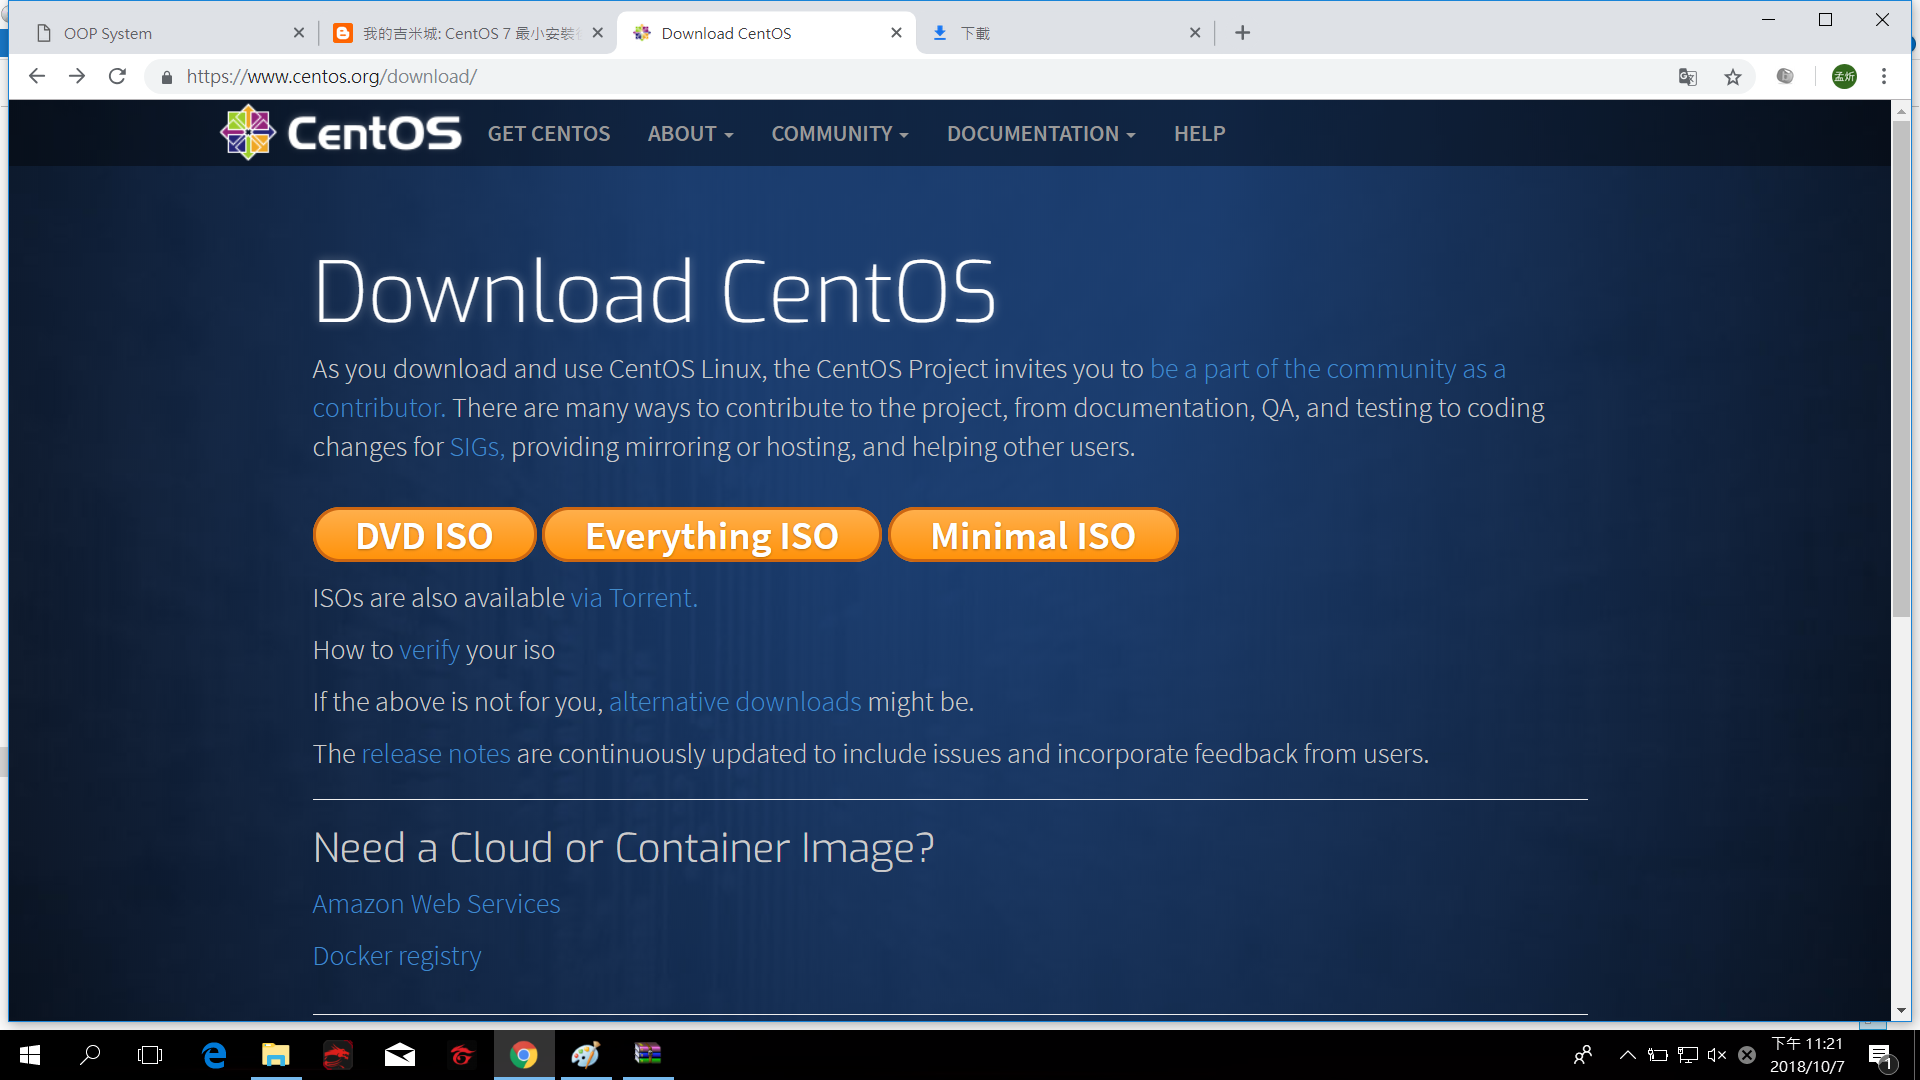 OOP System
我的吉米城: CentOS 7 最小安裝
Download CentOS
下載
https://www.centos.org/download/
孟妡
CentOS
GET CENTOS
ABOUT
COMMUNITY
DOCUMENTATION
HELP
Download CentOS
As you download and use CentOS Linux, the CentOS Project invites you to be a part of the community as a
contributor. There are many ways to contribute to the project, from documentation, QA, and testing to coding
changes for SIGs, providing mirroring or hosting, and helping other users.
DVD ISO
Everything ISO
Minimal ISO
ISOs are also available via Torrent.
How to verify your iso
If the above is not for you, alternative downloads might be.
The release notes are continuously updated to include issues and incorporate feedback from users.
Need a Cloud or Container Image?
Amazon Web Services
Docker registry
下午 11:21
2018/10/7
1